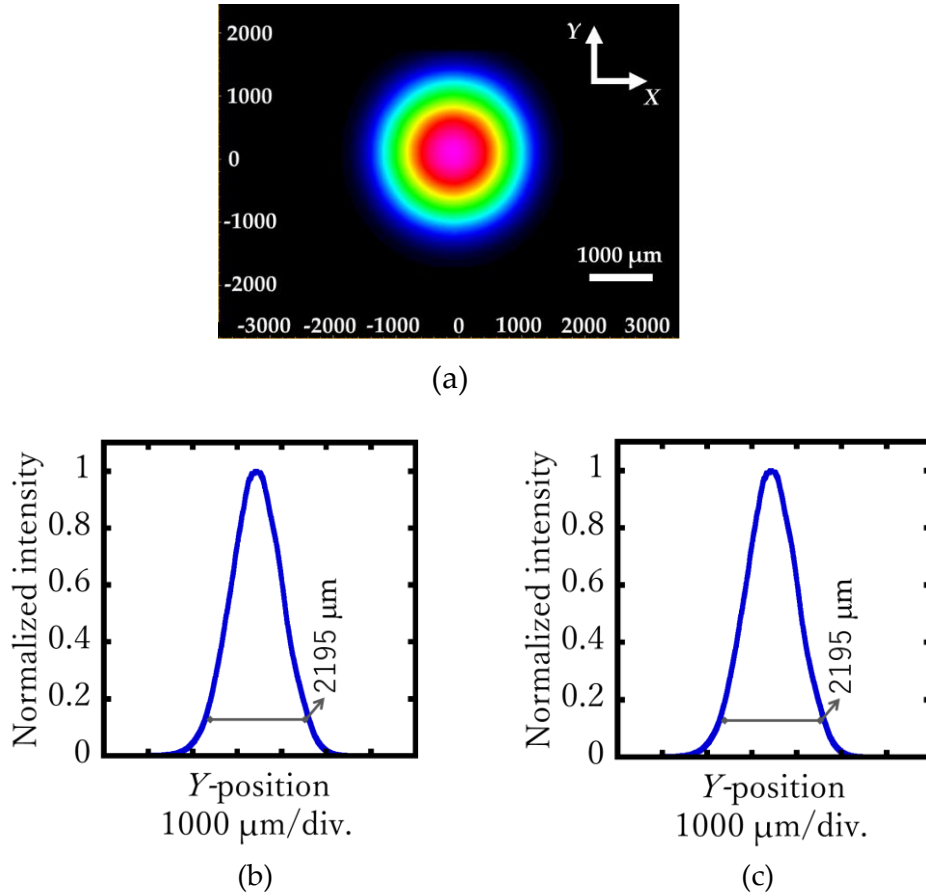 2000
1000
0
-1000
-2000
Y
X
1000 µm
-3000 -2000 -1000 0 1000 2000 3000
(a)
Normalized intensity
1
0.8
0.6
0.4
0.2
0
2195 µm
Y-position
1000 µm/div.
(b)
Normalized intensity
1
0.8
0.6
0.4
0.2
0
2195 µm
Y-position
1000 µm/div.
(c)